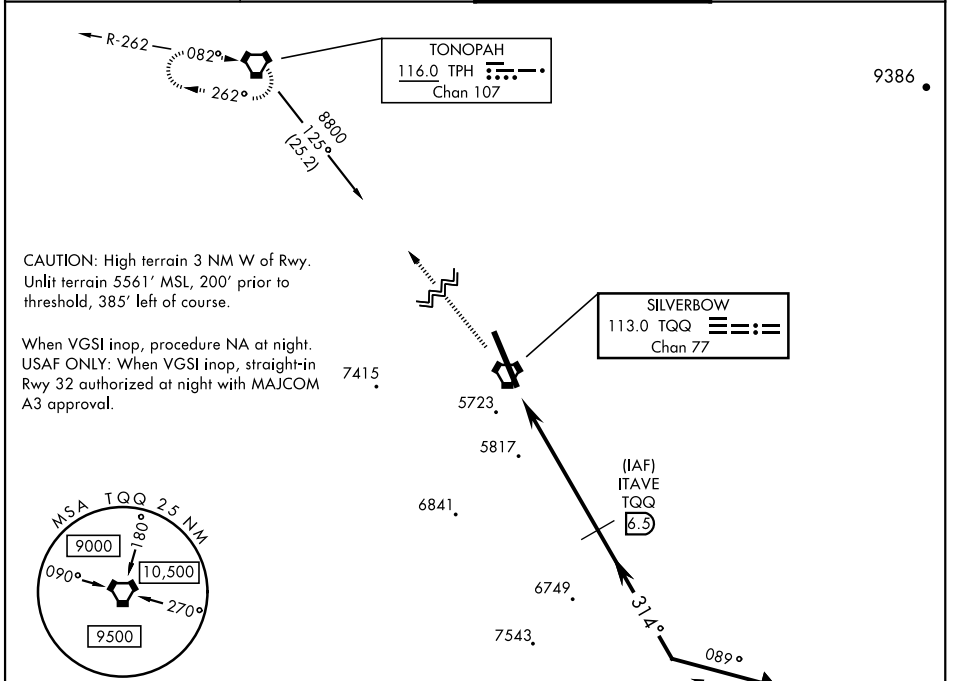 R-262
082°
262°
TONOPAH
116.0 TPH
Chan 107
9386
8800
125°
(25.2)
CAUTION: High terrain 3 NM W of Rwy.
Unlit terrain 5561' MSL, 200' prior to
threshold, 385' left of course.
When VGSI inop, procedure NA at night.
USAF ONLY: When VGSI inop, straight-in
Rwy 32 authorized at night with MAJCOM
A3 approval.
SILVERBOW
113.0 TQQ
Chan 77
7415
5723
5817
(IAF)
ITAVE
TQQ
6.5
6841
MSA TQQ 25 NM
9000
180°
090°
10,500
270°
9500
6749
314°
7543
089°